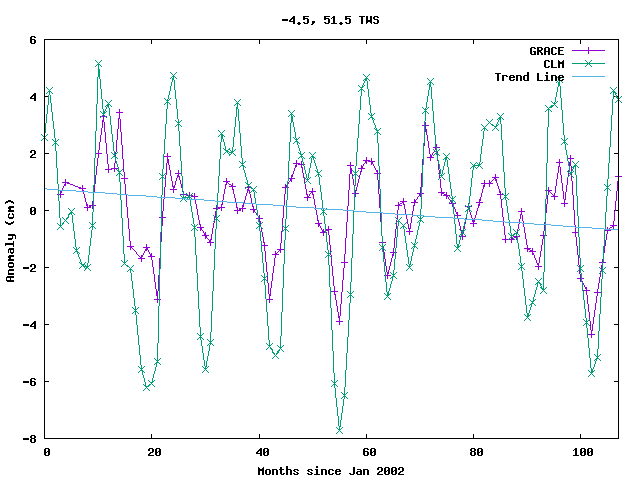 -4.5, 51.5 TWS
GRACE
CLM
Trend Line
6
4
2
0
-2
-4
-6
-8
Anomaly (cm)
0 20 40 60 80 100
Months since Jan 2002